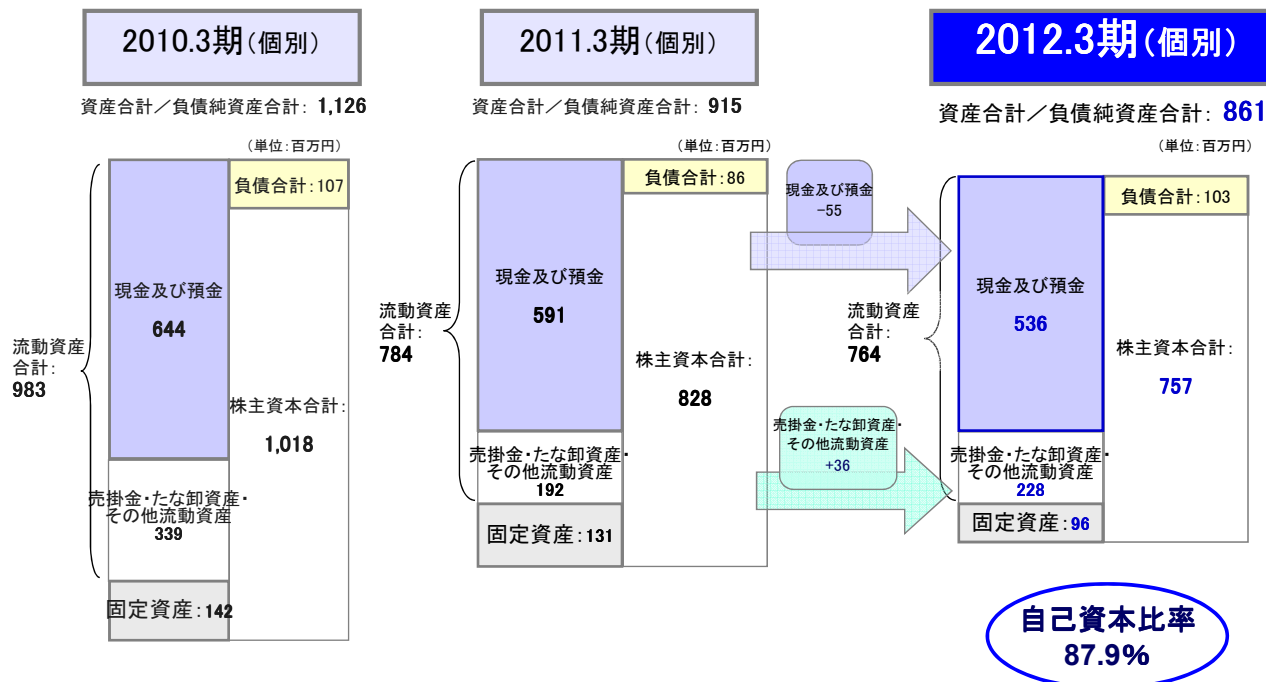 2010.3期(個別)
資産合計／負債純資産合計: 1,126
(単位:百万円)
負債合計:107
現金及び預金
644
流動資産
合計:
983
株主資本合計:
1,018
売掛金・たな卸資産・
その他流動資産
339
固定資産:142
2011.3期(個別)
資産合計／負債純資産合計: 915
(単位:百万円)
負債合計:86
現金及び預金
591
流動資産
合計:
784
株主資本合計:
828
売掛金・たな卸資産・
その他流動資産
192
固定資産:131
現金及び預金
-55
売掛金・たな卸資産・
その他流動資産
+36
2012.3期(個別)
資産合計／負債純資産合計: 861
(単位:百万円)
負債合計:103
現金及び預金
536
流動資産
合計:
764
株主資本合計:
757
売掛金・たな卸資産・
その他流動資産
228
固定資産:96
自己資本比率
87.9%